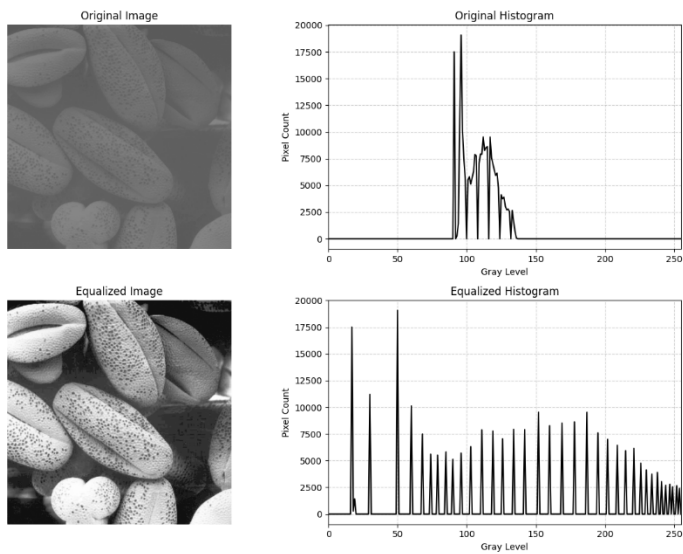 Original Image
Original Histogram
20000
17500
15000
12500
10000
7500
5000
2500
0
Pixel Count
0 50 100 150 200 250
Gray Level
Equalized Image
Equalized Histogram
20000
17500
15000
12500
10000
7500
5000
2500
0
Pixel Count
0 50 100 150 200 250
Gray Level